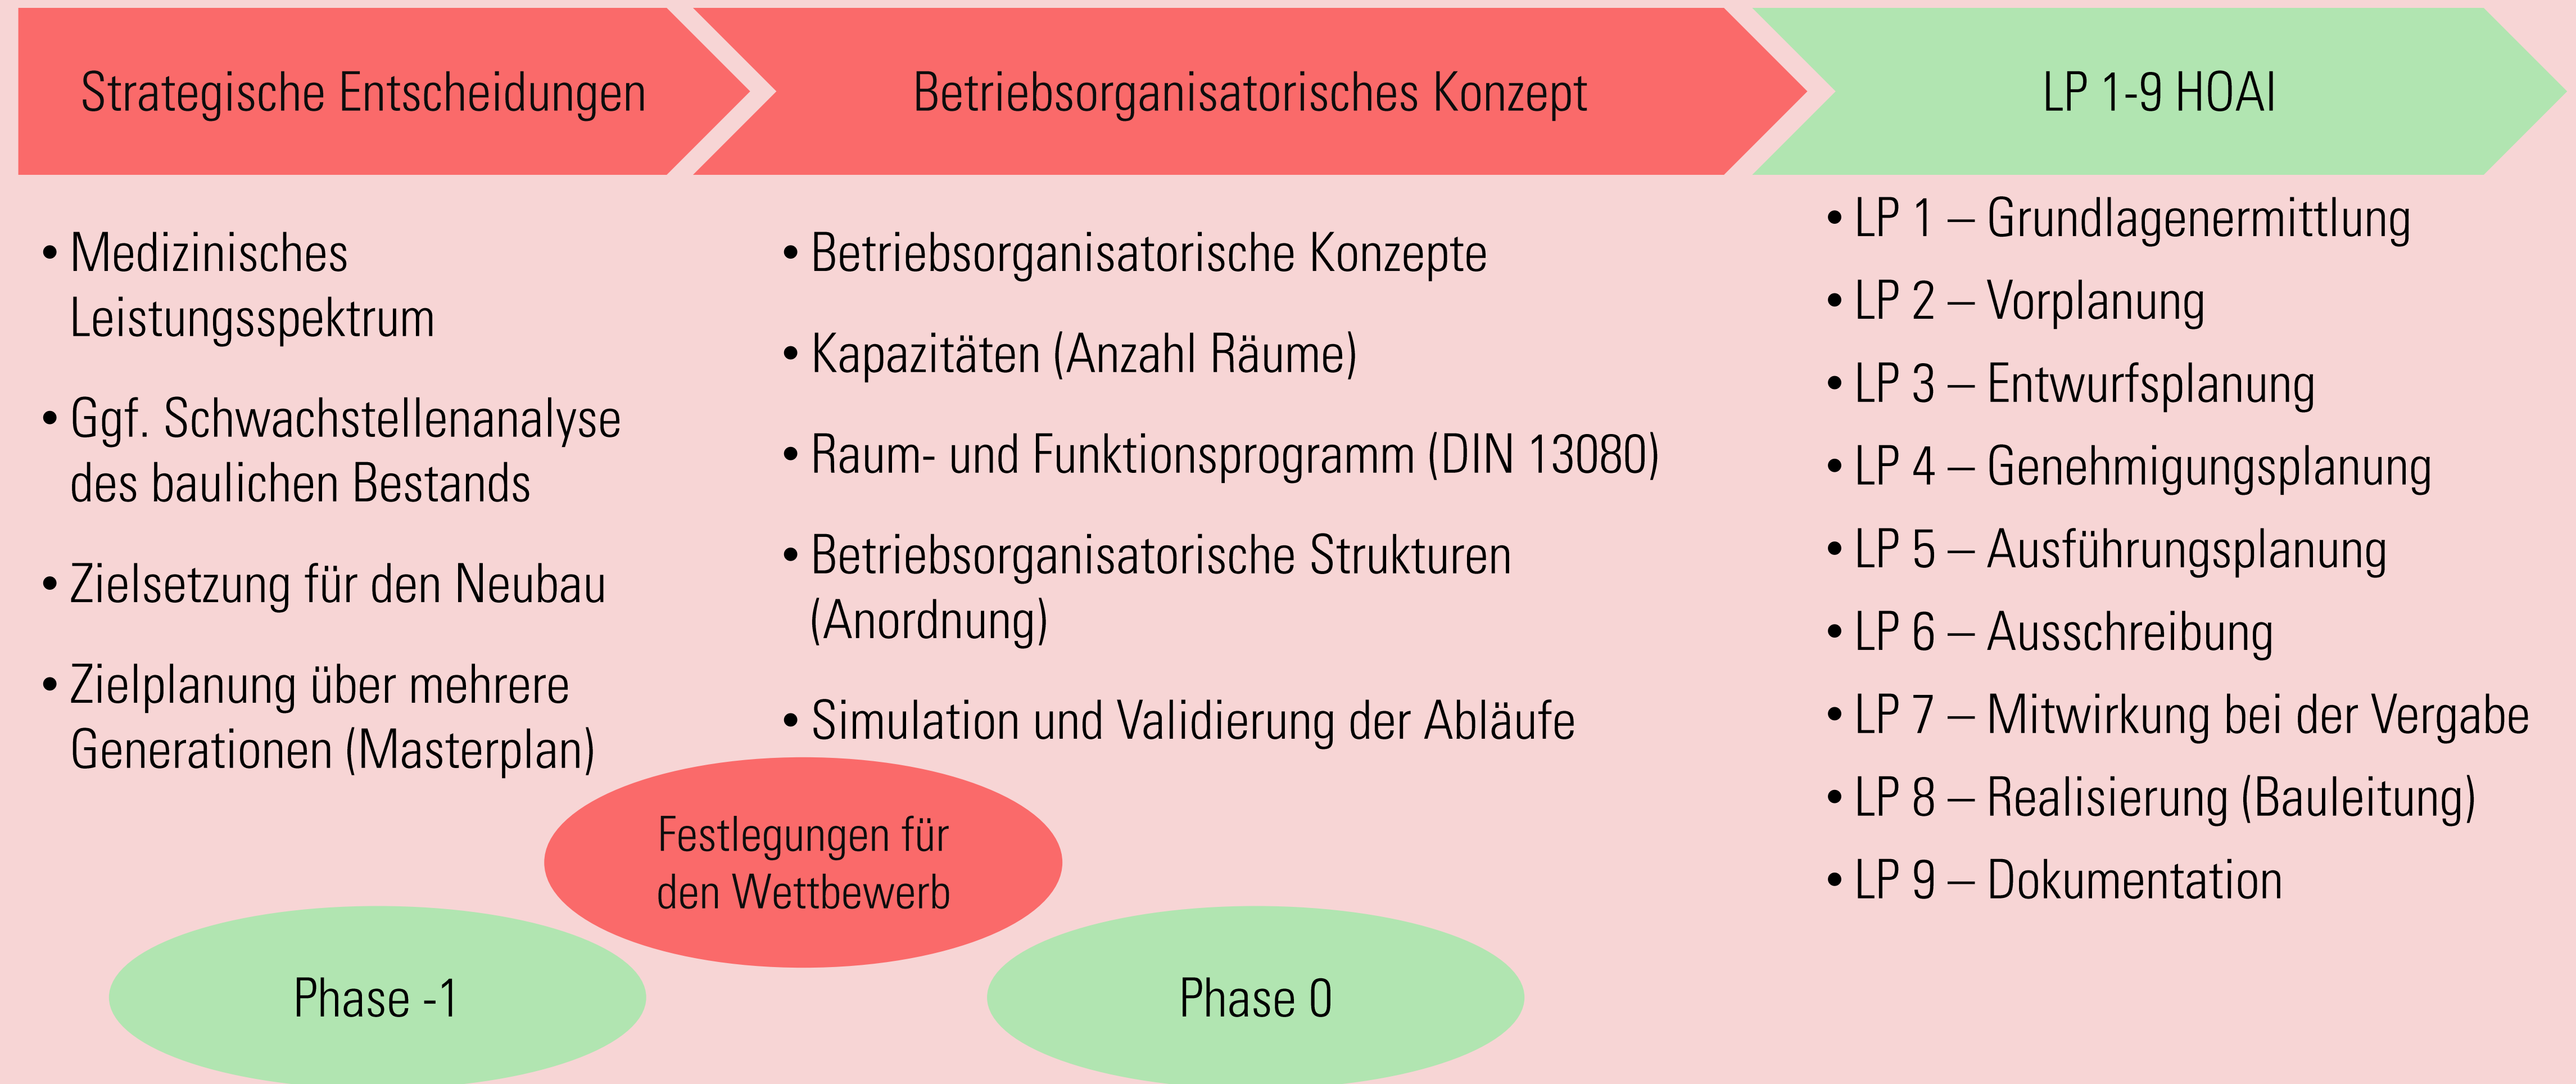 Strategische Entscheidungen
Betriebsorganisatorisches Konzept
LP 1-9 HOAI
• Medizinisches
Leistungsspektrum
• Ggf. Schwachstellenanalyse
des baulichen Bestands
• Zielsetzung für den Neubau
• Zielplanung über mehrere
Generationen (Masterplan)
• Betriebsorganisatorische Konzepte
• Kapazitäten (Anzahl Räume)
• Raum- und Funktionsprogramm (DIN 13080)
• Betriebsorganisatorische Strukturen
(Anordnung)
• Simulation und Validierung der Abläufe
• LP 1 – Grundlagenermittlung
• LP 2 – Vorplanung
• LP 3 – Entwurfsplanung
• LP 4 – Genehmigungsplanung
• LP 5 – Ausführungsplanung
• LP 6 – Ausschreibung
• LP 7 – Mitwirkung bei der Vergabe
• LP 8 – Realisierung (Bauleitung)
• LP 9 – Dokumentation
Festlegungen für
den Wettbewerb
Phase -1
Phase 0